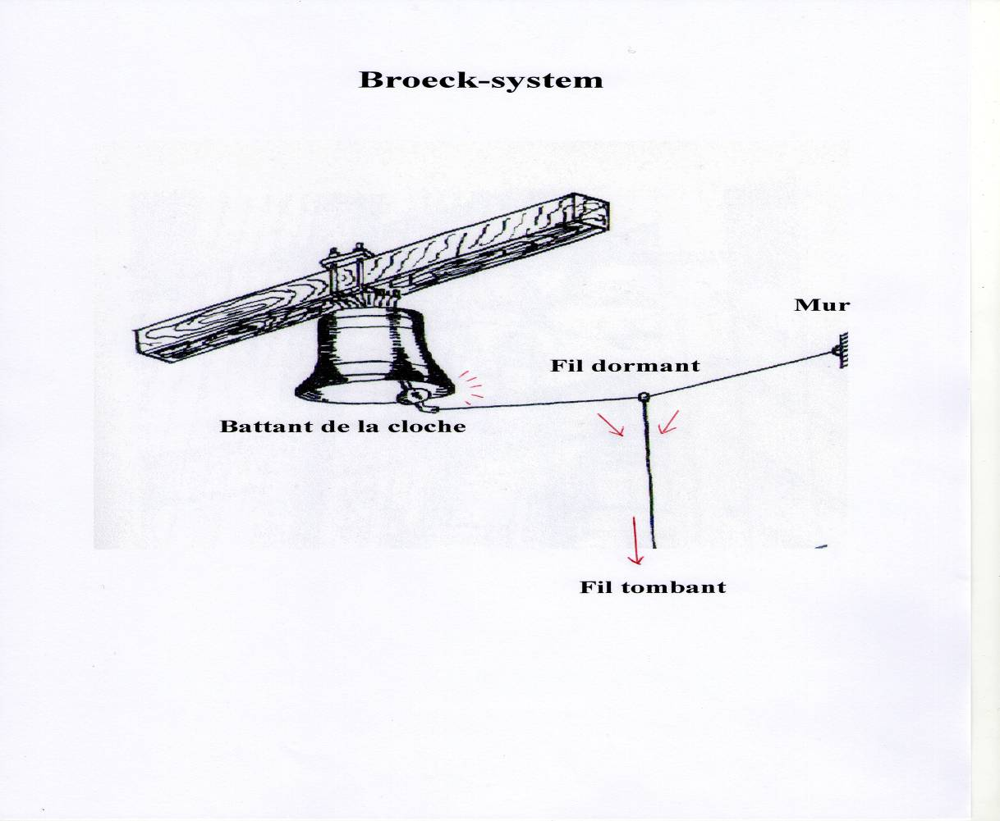 Broeck-system
Mur
Fil dormant
Battant de la cloche
Fil tombant